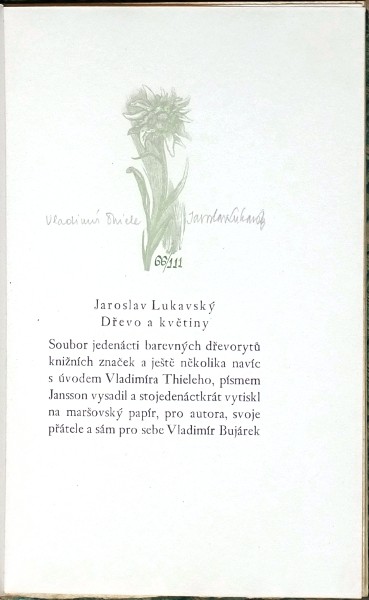 Vladimír Thiele Jaroslav Lukavský
66/111
Jaroslav Lukavský
Dřevo a květiny
Soubor jedenácti barevných dřevorytů
knižních značek a ještě několika navíc
s úvodem Vladimíra Thieleho, písmem
Jansson vysadil a stojedenáctkrát vytiskl
na maršovský papír, pro autora, svoje
přátele a sám pro sebe Vladimír Bujárek